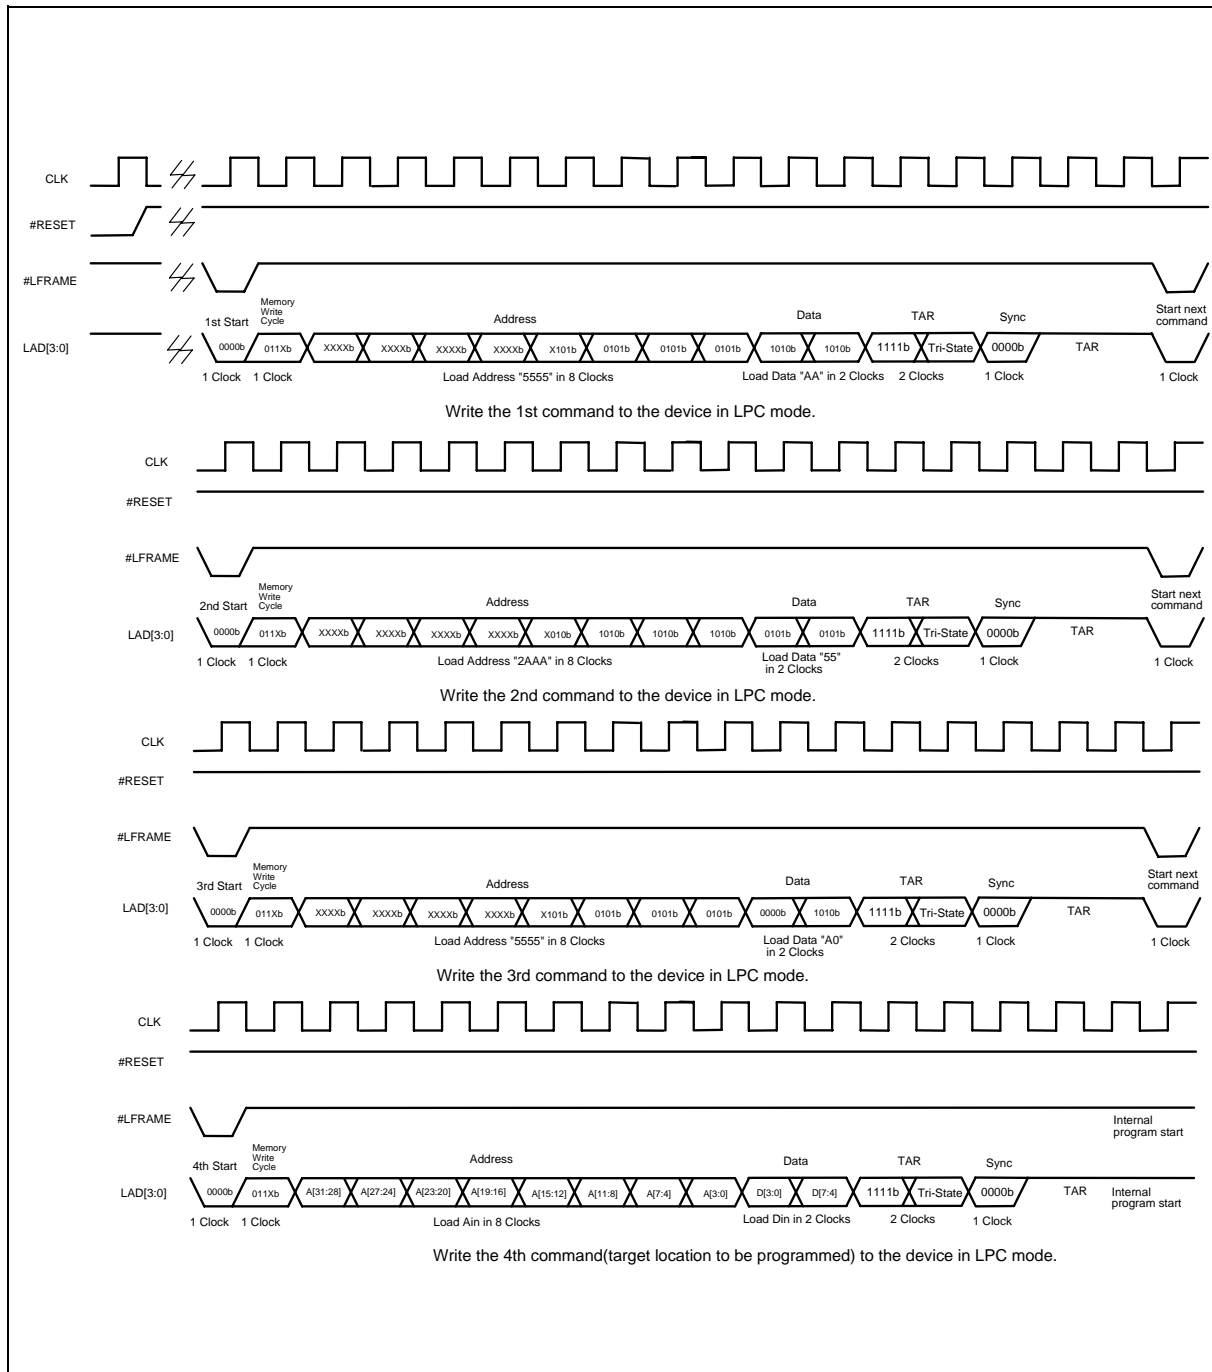 CLK
#RESET
#LFRAME
Memory
Write
Cycle
1st Start
Address
Data
TAR
Sync
Start next
command
LAD[3:0]
0000b 011Xb XXXXb XXXXb XXXXb XXXXb X101b 0101b 0101b 0101b 1010b 1010b 1111b Tri-State 0000b TAR
1 Clock 1 Clock Load Address "5555" in 8 Clocks Load Data "AA" in 2 Clocks 2 Clocks 1 Clock 1 Clock
Write the 1st command to the device in LPC mode.
CLK
#RESET
#LFRAME
Memory
Write
Cycle
2nd Start
Address
Data
TAR
Sync
Start next
command
LAD[3:0]
0000b 011Xb XXXXb XXXXb XXXXb XXXXb X010b 1010b 1010b 1010b 0101b 0101b 1111b Tri-State 0000b TAR
1 Clock 1 Clock Load Address "2AAA" in 8 Clocks
Load Data "55"
in 2 Clocks
2 Clocks 1 Clock 1 Clock
Write the 2nd command to the device in LPC mode.
CLK
#RESET
#LFRAME
Memory
Write
Cycle
3rd Start
Address
Data
TAR
Sync
Start next
command
LAD[3:0]
0000b 011Xb XXXXb XXXXb XXXXb XXXXb X101b 0101b 0101b 0101b 0000b 1010b 1111b Tri-State 0000b TAR
1 Clock 1 Clock Load Address "5555" in 8 Clocks
Load Data "A0"
in 2 Clocks
2 Clocks 1 Clock 1 Clock
Write the 3rd command to the device in LPC mode.
CLK
#RESET
#LFRAME
Internal
program start
Memory
Write
Cycle
4th Start
Address
Data
TAR
Sync
LAD[3:0]
0000b 011Xb A[31:28] A[27:24] A[23:20] A[19:16] A[15:12] A[11:8] A[7:4] A[3:0] D[3:0] D[7:4] 1111b Tri-State 0000b TAR
Internal
program start
1 Clock 1 Clock Load Ain in 8 Clocks Load Din in 2 Clocks 2 Clocks 1 Clock
Write the 4th command(target location to be programmed) to the device in LPC mode.